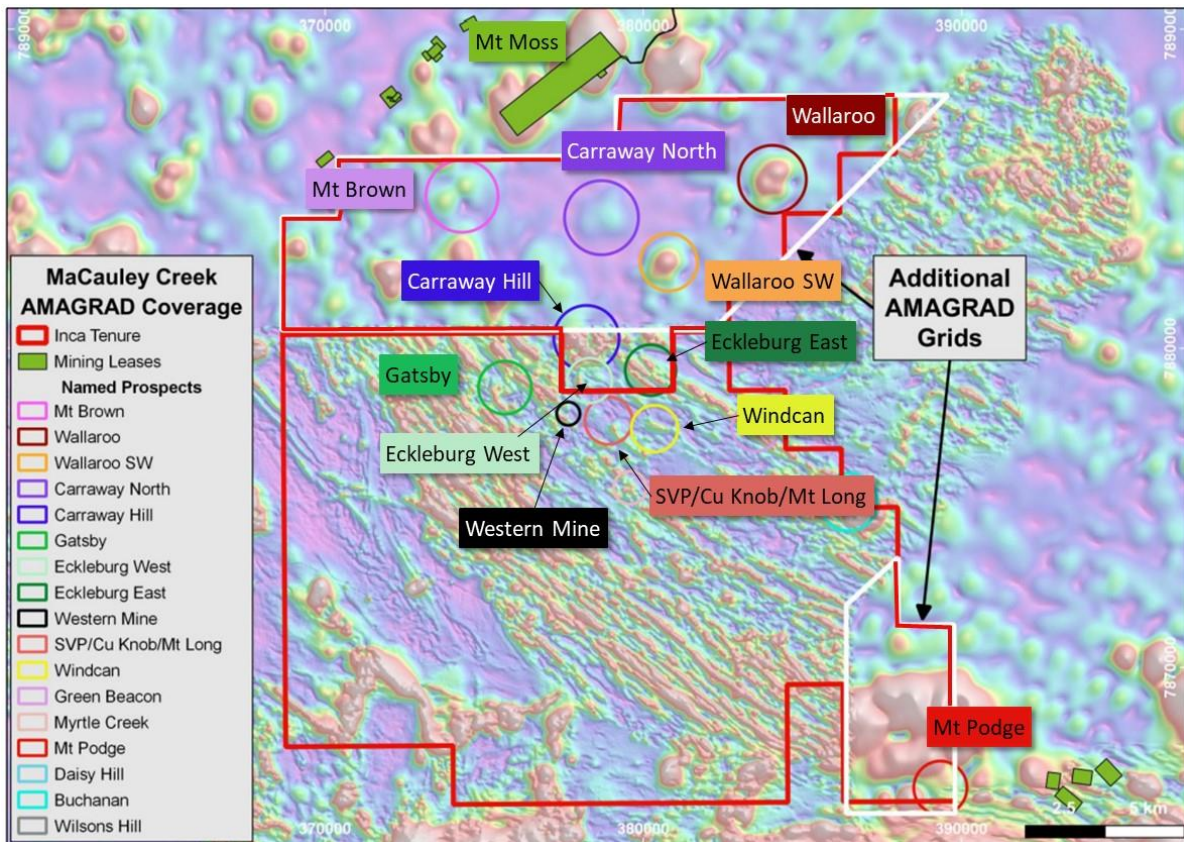 370000
380000
390000
7890000
7890000
Mt Moss
Wallaroo
Carraway North
Mt Brown
Carraway Hill
Wallaroo SW
Additional
AMAGRAD
Grids
Eckleburg East
Gatsby
Windcan
Eckleburg West
SVP/Cu Knob/Mt Long
Western Mine
Mt Podge
MaCauley Creek
AMAGRAD Coverage
Inca Tenure
Mining Leases
Named Prospects
Mt Brown
Wallaroo
Wallaroo SW
Carraway North
Carraway Hill
Gatsby
Eckleburg West
Eckleburg East
Western Mine
SVP/Cu Knob/Mt Long
Windcan
Green Beacon
Myrtle Creek
Mt Podge
Daisy Hill
Buchanan
Wilsons Hill
7880000
7870000
2.5
5 km
370000
380000
390000